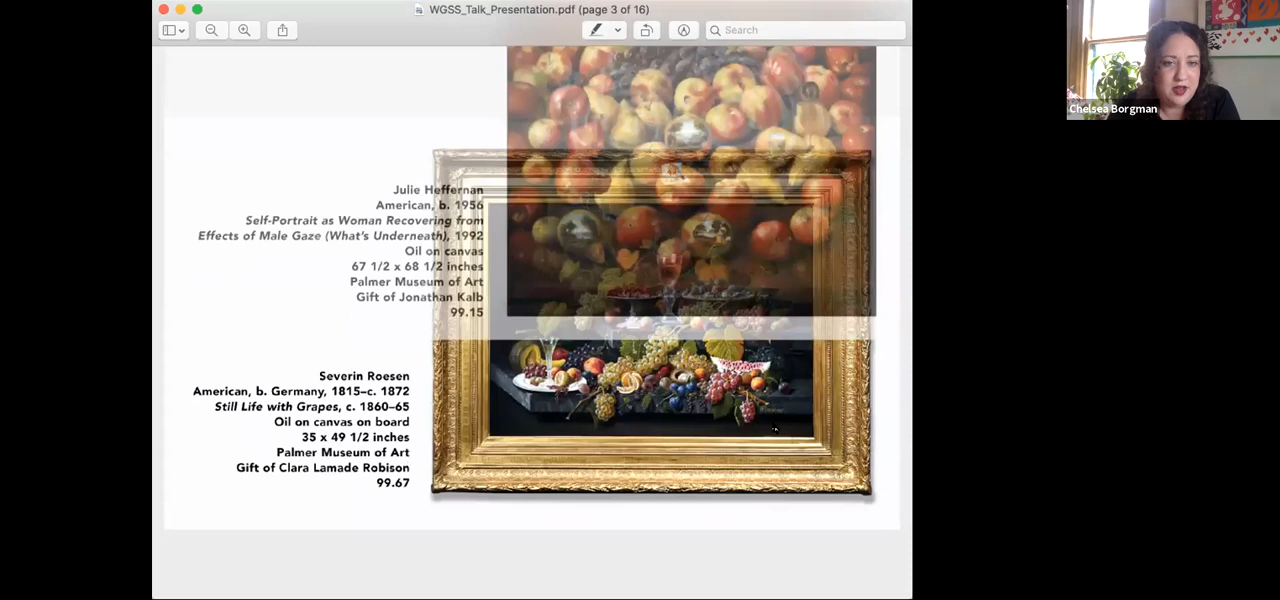 WGSS_Talk_Presentation.pdf (page 3 of 16)
Search
Chelsea Borgman
Julie Heffernan
American, b. 1956
Self-Portrait as Woman Recovering from
Effects of Male Gaze (What's Underneath), 1992
Oil on canvas
67 1/2 x 68 1/2 inches
Palmer Museum of Art
Gift of Jonathan Kalb
99.15
Severin Roesen
American, b. Germany, 1815–c. 1872
Still Life with Grapes, c. 1860–65
Oil on canvas on board
35 x 49 1/2 inches
Palmer Museum of Art
Gift of Clara Lamade Robison
99.67